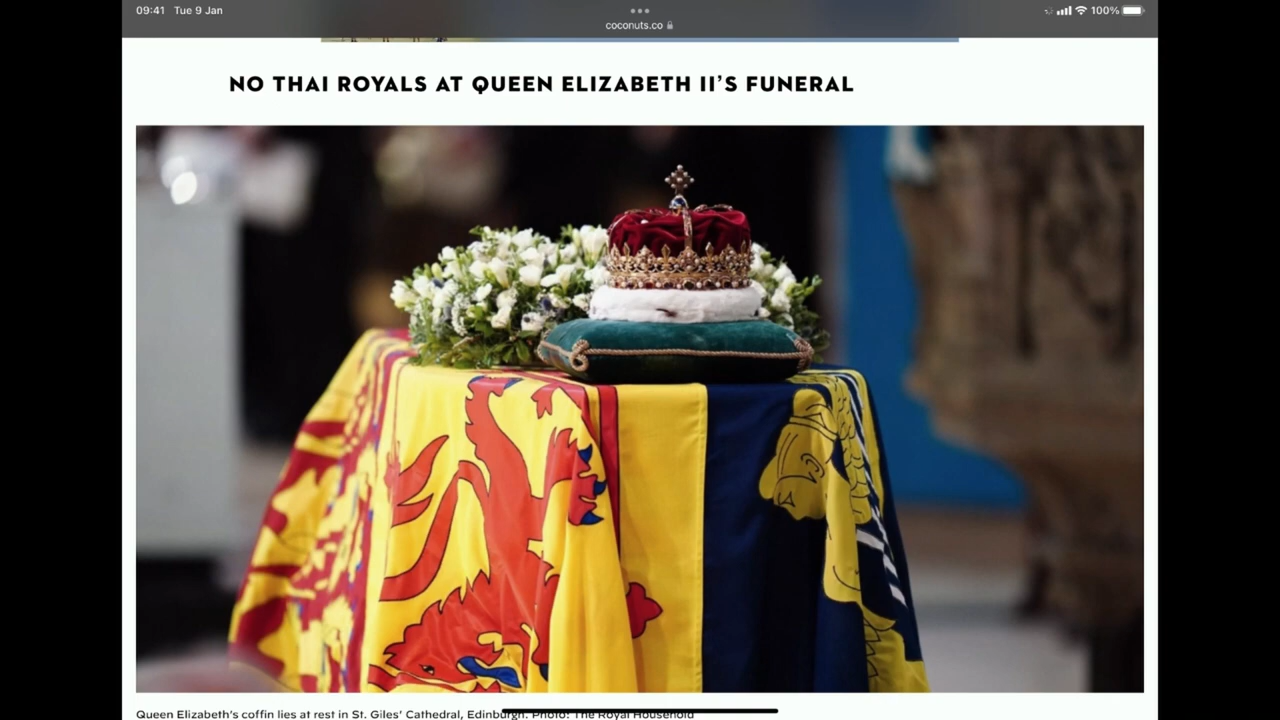 09:41 Tue 9 Jan
100%
coconuts.co
NO THAI ROYALS AT QUEEN ELIZABETH II'S FUNERAL
Queen Elizabeth's coffin lies at rest in St. Giles' Cathedral, Edinburgh. Photo: The Royal Household